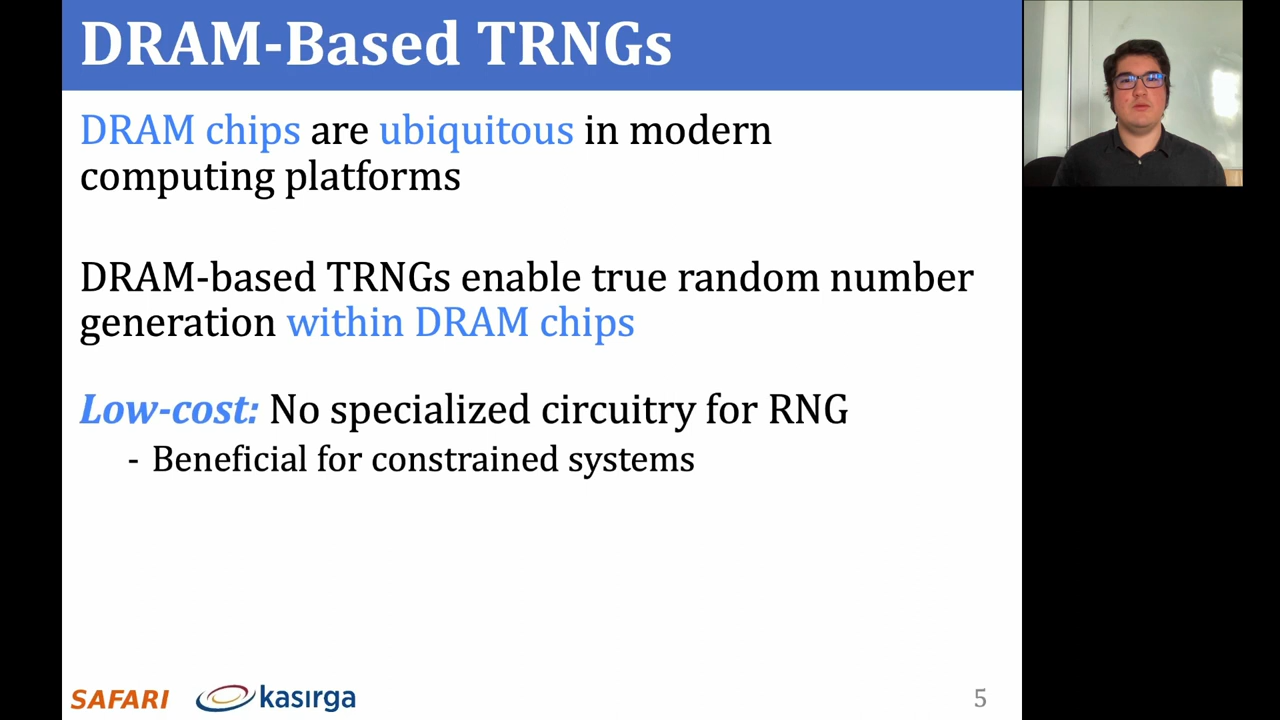 DRAM-Based TRNGs
DRAM chips are ubiquitous in modern
computing platforms
DRAM-based TRNGs enable true random number
generation within DRAM chips
Low-cost: No specialized circuitry for RNG
- Beneficial for constrained systems
SAFARI
kasırga
5